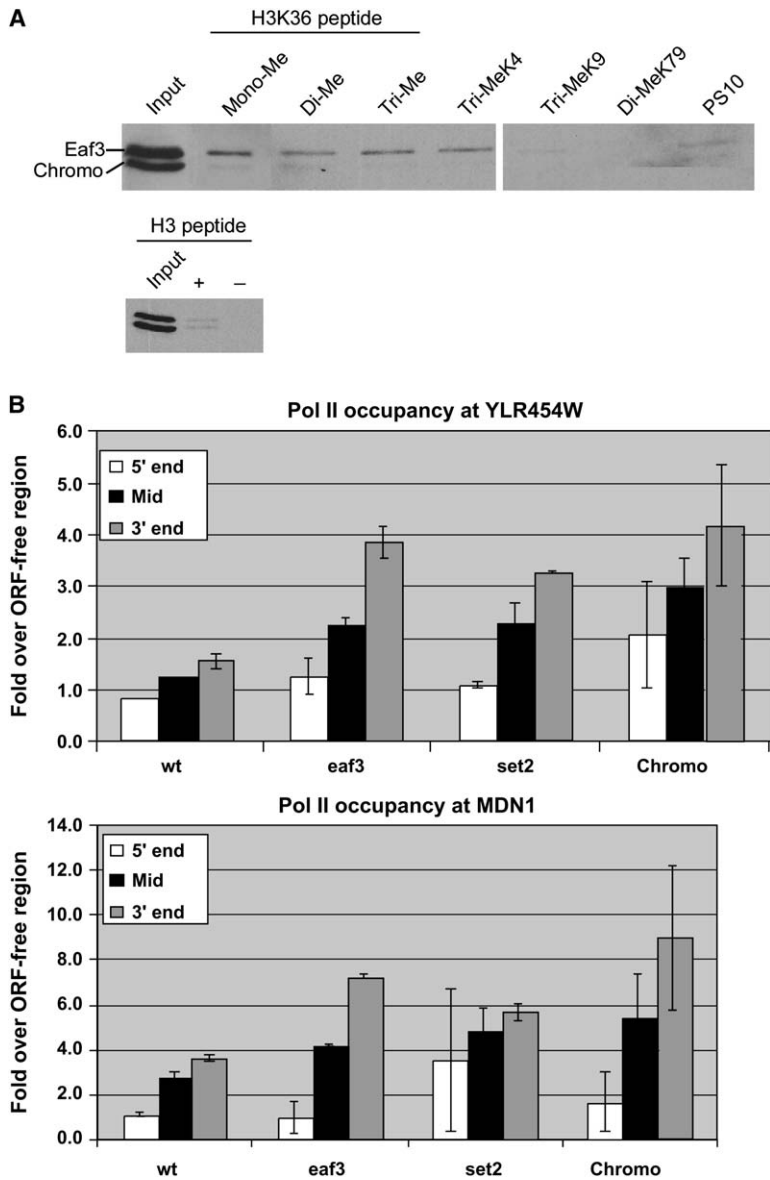 A
H3K36 peptide
Input Mono-Me Di-Me Tri-Me Tri-MeK4 Tri-MeK9 Di-MeK79 PS10
Eaf3
Chromo
H3 peptide
Input + –
B
Pol II occupancy at YLR454W
Fold over ORF-free region
6.0
5.0
4.0
3.0
2.0
1.0
0.0
5' end
Mid
3' end
wt eaf3 set2 Chromo
Pol II occupancy at MDN1
Fold over ORF-free region
14.0
12.0
10.0
8.0
6.0
4.0
2.0
0.0
5' end
Mid
3' end
wt eaf3 set2 Chromo